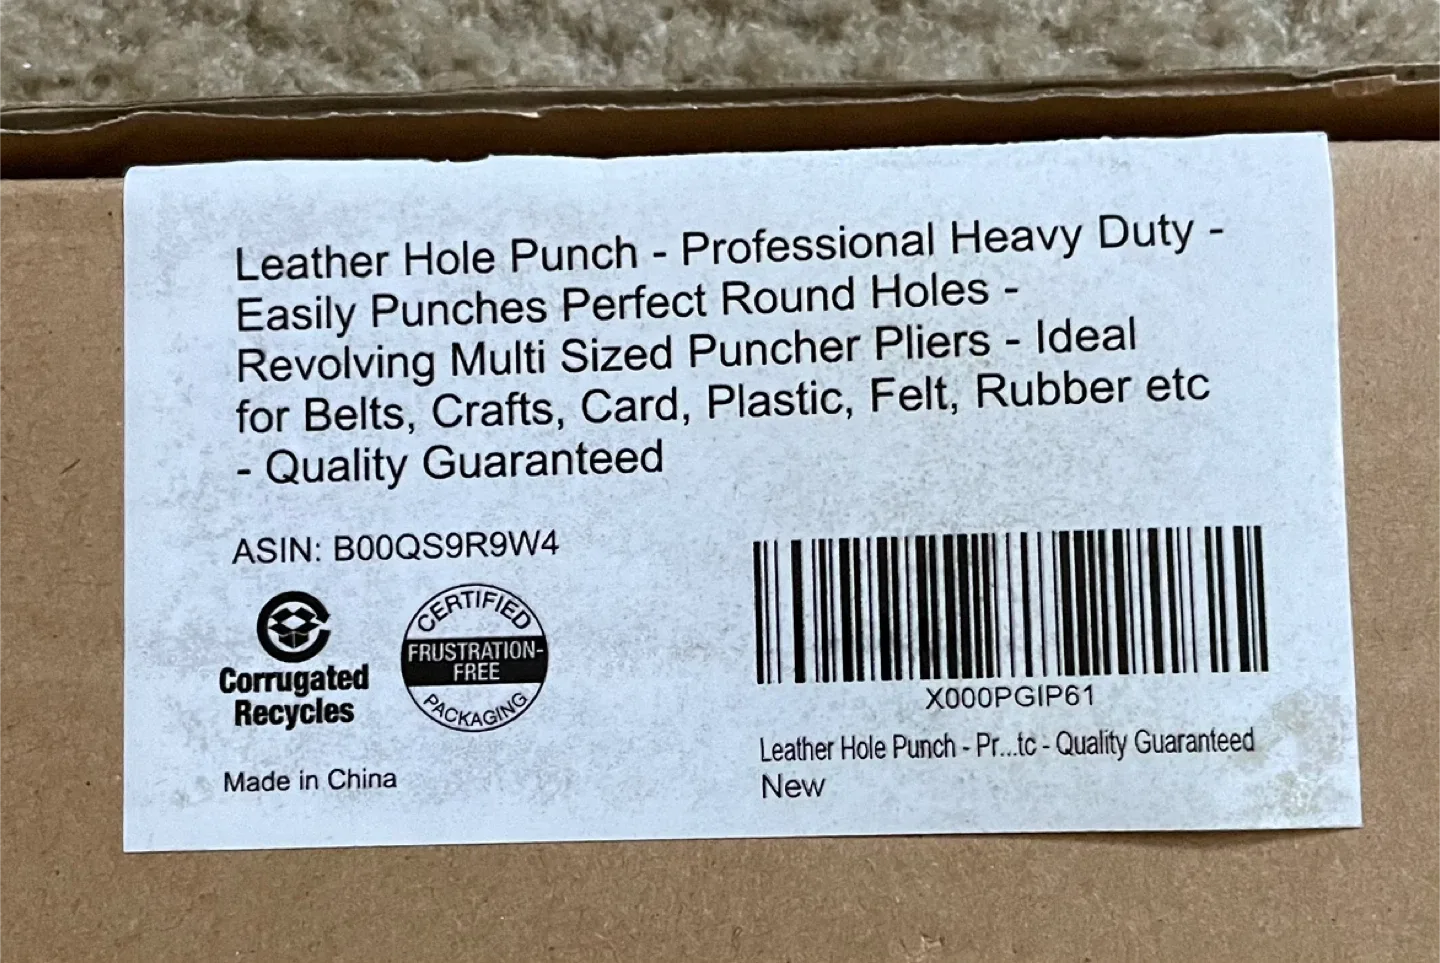 Leather Hole Punch - Professional Heavy Duty -
Easily Punches Perfect Round Holes -
Revolving Multi Sized Puncher Pliers - Ideal
for Belts, Crafts, Card, Plastic, Felt, Rubber etc
- Quality Guaranteed
ASIN: B00QS9R9W4
Corrugated
Recycles
CERTIFIED
FRUSTRATION-
FREE
PACKAGING
Made in China
X000PGIP61
Leather Hole Punch - Pr...tc - Quality Guaranteed
New